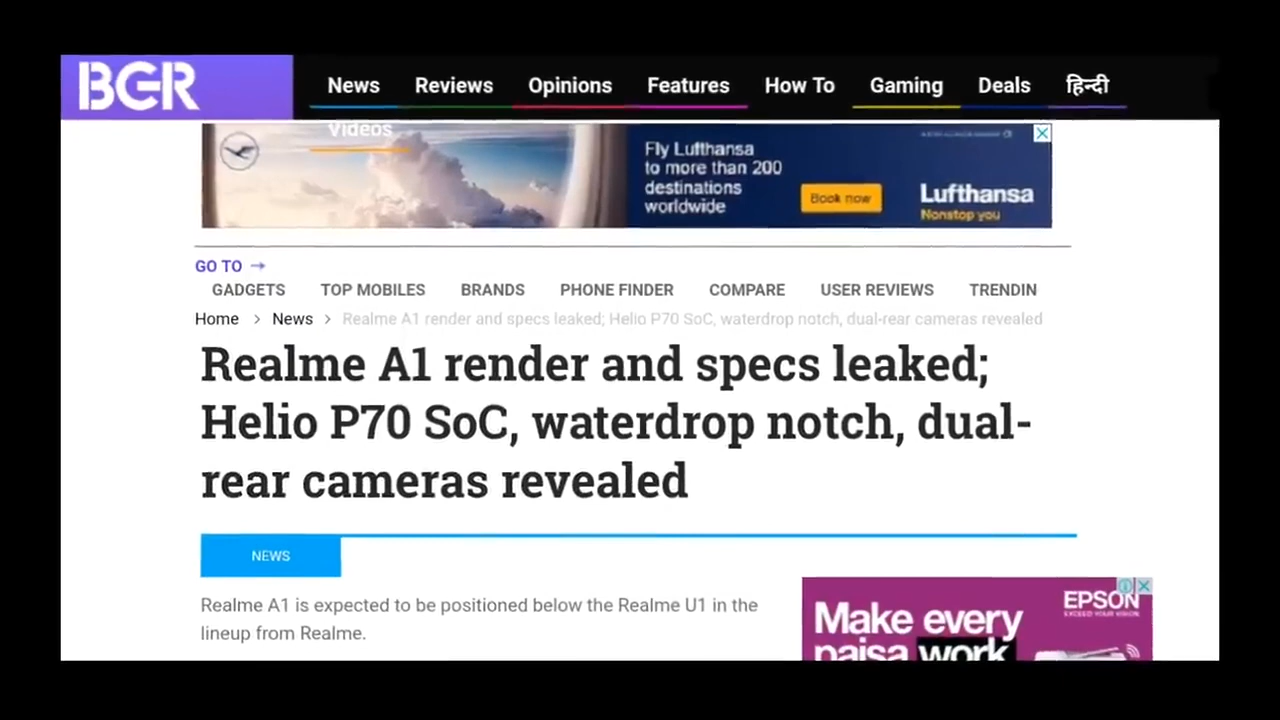 BGR
News Reviews Opinions Features How To Gaming Deals हिन्दी
Videos
Fly Lufthansa
to more than 200
destinations
worldwide
Book now
Lufthansa
Nonstop you
GO TO →
GADGETS TOP MOBILES BRANDS PHONE FINDER COMPARE USER REVIEWS TRENDIN
Home > News > Realme A1 render and specs leaked; Helio P70 SoC, waterdrop notch, dual-rear cameras revealed
Realme A1 render and specs leaked;
Helio P70 SoC, waterdrop notch, dual-
rear cameras revealed
NEWS
Realme A1 is expected to be positioned below the Realme U1 in the
lineup from Realme.
EPSON
EXCEED YOUR VISION
Make every
paisa work